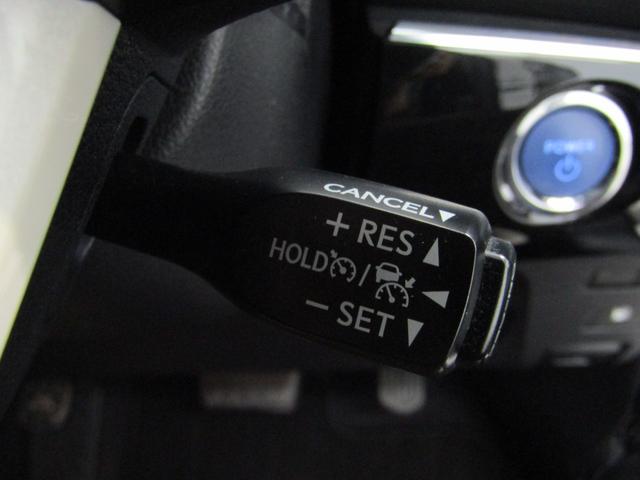 CANCEL▼
+ RES ▲
HOLD / ◀
− SET ▼
POWER